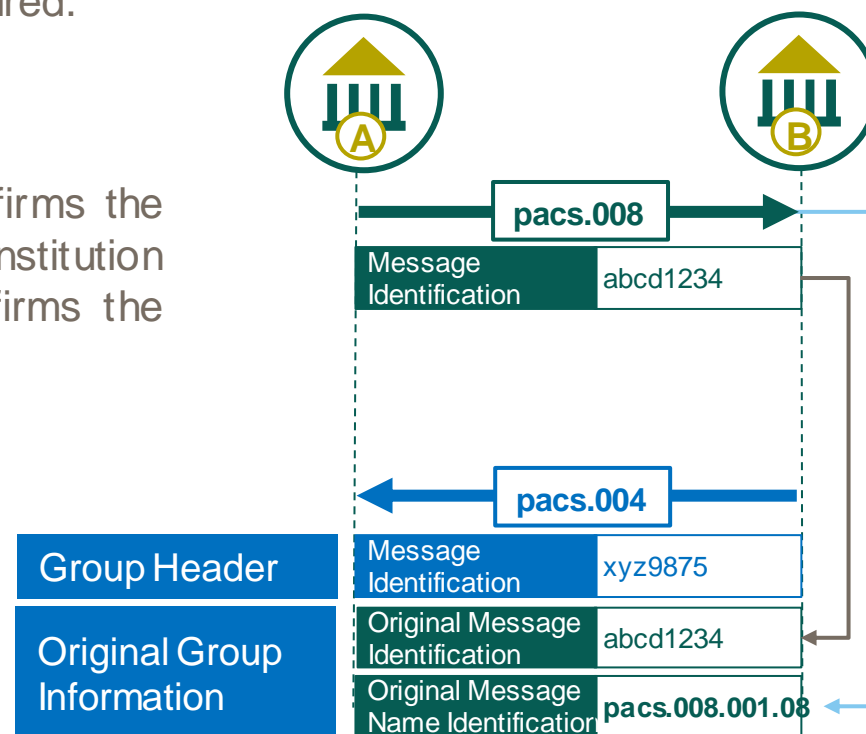 A
B
firms the
nstitution
firms the
pacs.008
Message
Identification
abcd1234
pacs.004
Group Header
Message
Identification
xyz9875
Original Group
Information
Original Message
Identification
abcd1234
Original Message
Name Identification
pacs.008.001.08